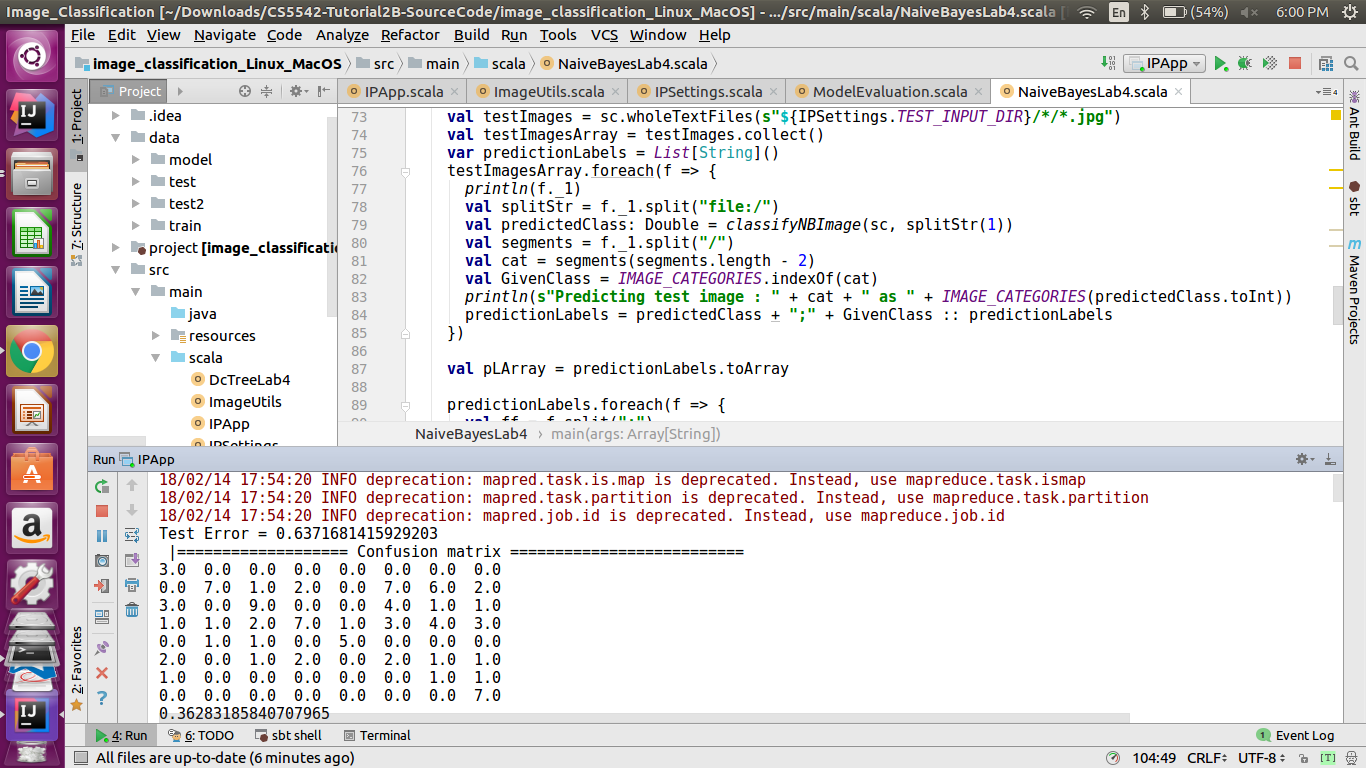 Image_Classification [~/Downloads/CS5542-Tutorial2B-SourceCode/image_classification_Linux_MacOS] - .../src/main/scala/NaiveBayesLab4.scala
En (54%) 6:00 PM
File Edit View Navigate Code Analyze Refactor Build Run Tools VCS Window Help
image_classification_Linux_MacOS src main scala NaiveBayesLab4.scala IPApp
Project IPApp.scala ImageUtils.scala IPSettings.scala ModelEvaluation.scala NaiveBayesLab4.scala 4
1: Project
7: Structure
2: Favorites
.idea
data
model
test
test2
train
project [image_classificati
src
main
java
resources
scala
DcTreeLab4
ImageUtils
IPApp
IPSettings
73 val testImages = sc.wholeTextFiles(s"${IPSettings.TEST_INPUT_DIR}/*/*.jpg")
74 val testImagesArray = testImages.collect()
75 var predictionLabels = List[String]()
76 testImagesArray.foreach(f => {
77 println(f._1)
78 val splitStr = f._1.split("file:/")
79 val predictedClass: Double = classifyNBImage(sc, splitStr(1))
80 val segments = f._1.split("/")
81 val cat = segments(segments.length - 2)
82 val GivenClass = IMAGE_CATEGORIES.indexOf(cat)
83 println(s"Predicting test image : " + cat + " as " + IMAGE_CATEGORIES(predictedClass.toInt))
84 predictionLabels = predictedClass + ";" + GivenClass :: predictionLabels
85 })
86
87 val pLArray = predictionLabels.toArray
88
89 predictionLabels.foreach(f => {
val ff = f.split(";")
NaiveBayesLab4 main(args: Array[String])
Ant Build
sbt
m
Maven Projects
Run IPApp
18/02/14 17:54:20 INFO deprecation: mapred.task.is.map is deprecated. Instead, use mapreduce.task.ismap
18/02/14 17:54:20 INFO deprecation: mapred.task.partition is deprecated. Instead, use mapreduce.task.partition
18/02/14 17:54:20 INFO deprecation: mapred.job.id is deprecated. Instead, use mapreduce.job.id
Test Error = 0.6371681415929203
|=================== Confusion matrix ==========================
3.0 0.0 0.0 0.0 0.0 0.0 0.0 0.0
0.0 7.0 1.0 2.0 0.0 7.0 6.0 2.0
3.0 0.0 9.0 0.0 0.0 4.0 1.0 1.0
1.0 1.0 2.0 7.0 1.0 3.0 4.0 3.0
0.0 1.0 1.0 0.0 5.0 0.0 0.0 0.0
2.0 0.0 1.0 2.0 0.0 2.0 1.0 1.0
1.0 0.0 0.0 0.0 0.0 0.0 1.0 1.0
0.0 0.0 0.0 0.0 0.0 0.0 0.0 7.0
0.36283185840707965
4: Run 6: TODO sbt shell Terminal 1 Event Log
All files are up-to-date (6 minutes ago) 104:49 CRLF UTF-8 [T]